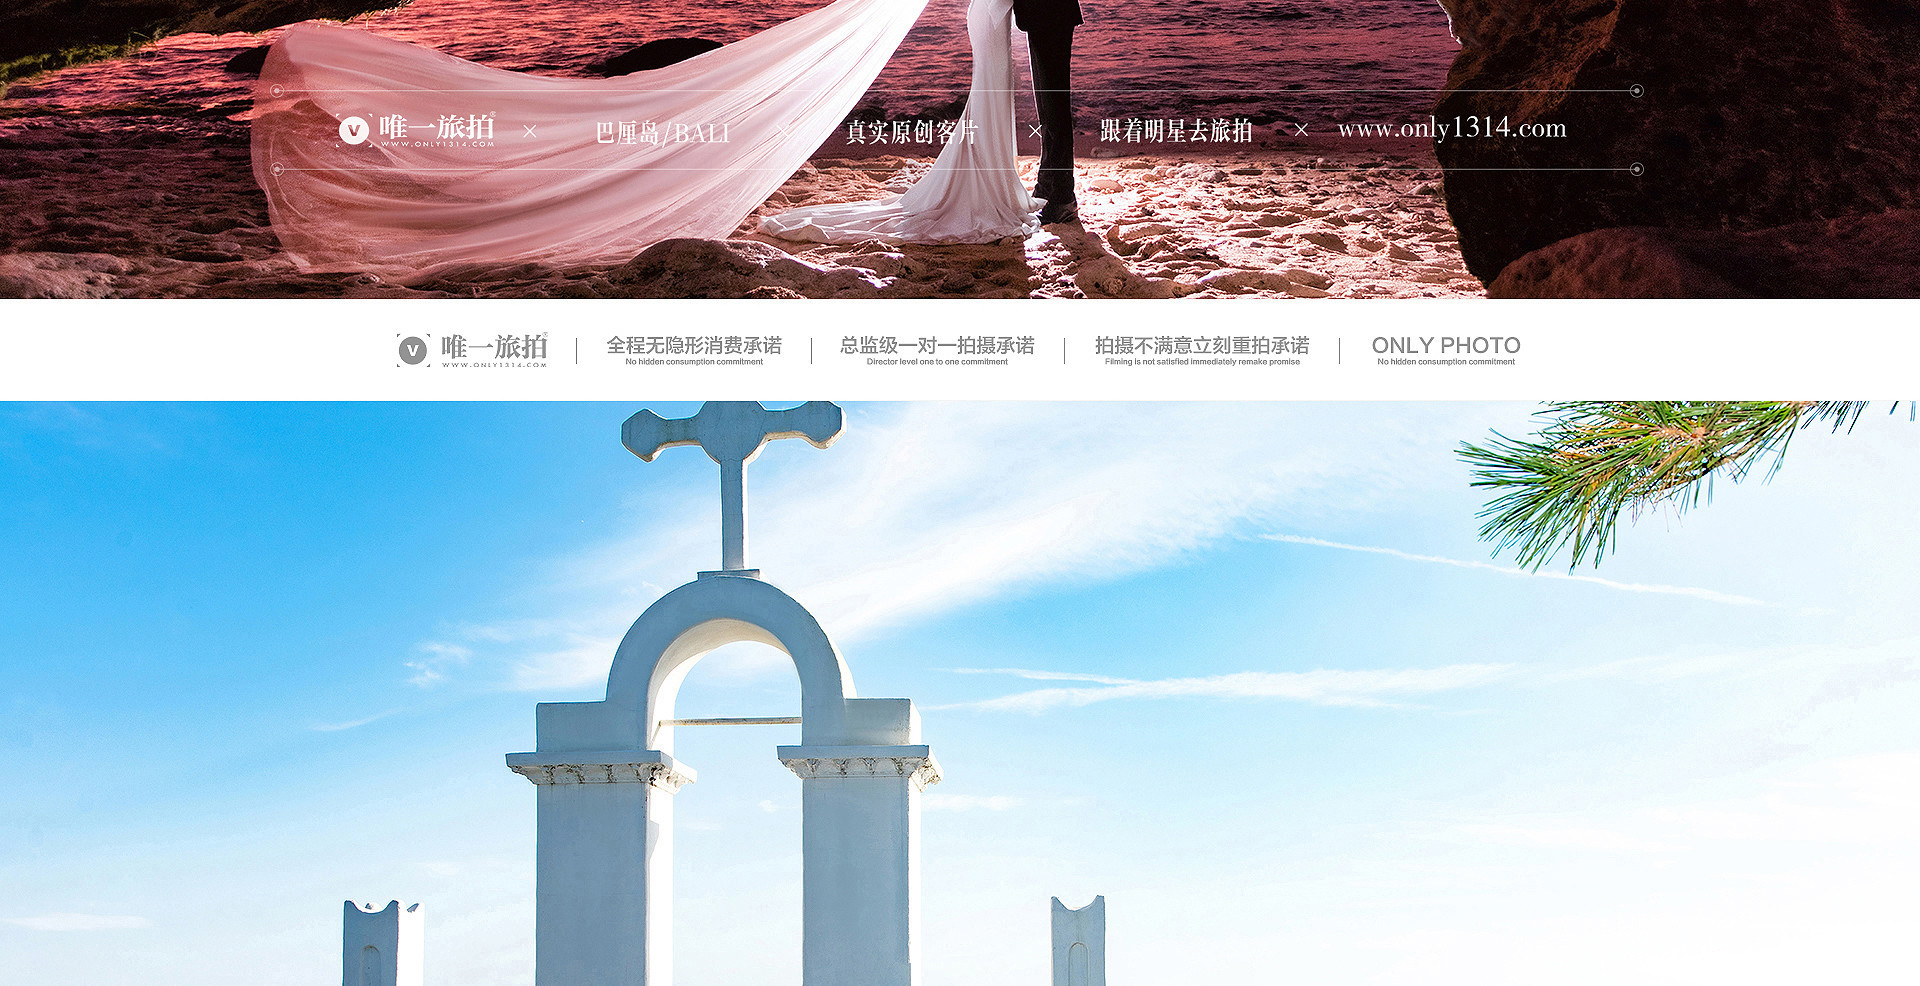 V 唯一旅拍® × 巴厘岛/BALI × 真实原创客片 × 跟着明星去旅拍 × www.only1314.com
WWW.ONLY1314.COM
V 唯一旅拍® | 全程无隐形消费承诺 | 总监级一对一拍摄承诺 | 拍摄不满意立刻重拍承诺 | ONLY PHOTO
WWW.ONLY1314.COM No hidden consumption commitment Director level one to one commitment Filming is not satisfied immediately remake promise No hidden consumption commitment